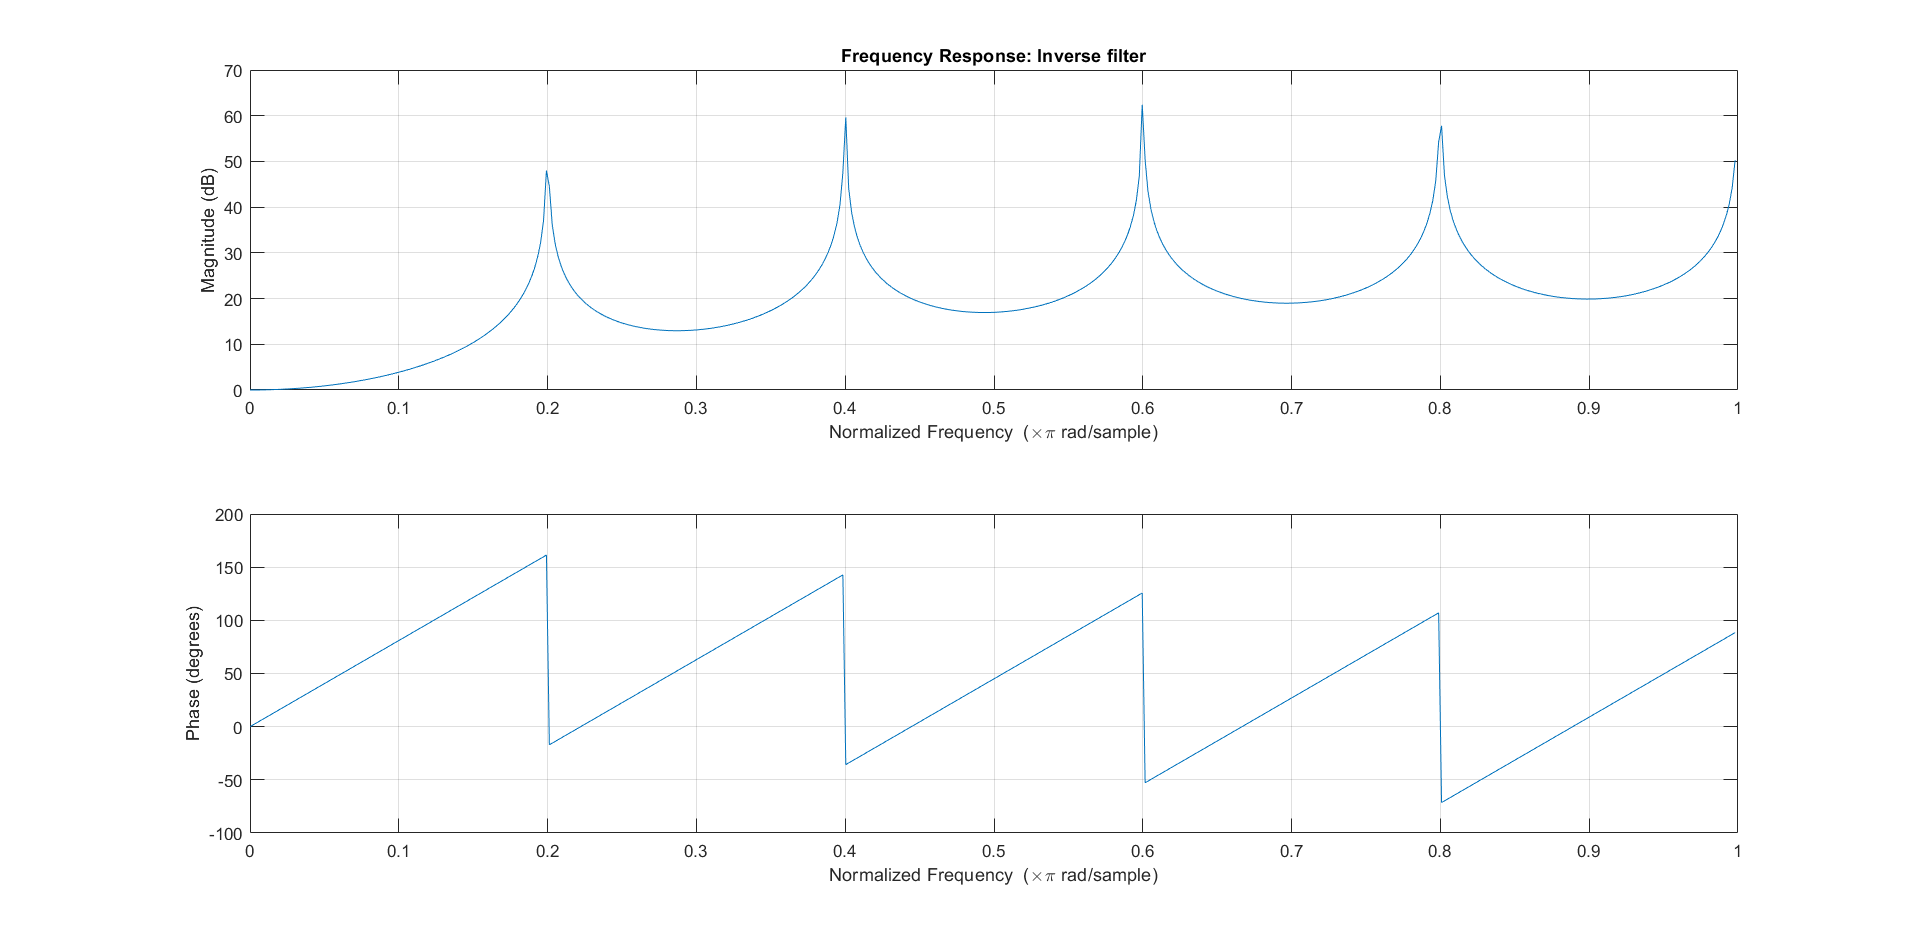 Frequency Response: Inverse filter
70
60
50
40
30
20
10
0
Magnitude (dB)
0 0.1 0.2 0.3 0.4 0.5 0.6 0.7 0.8 0.9 1
Normalized Frequency (×π rad/sample)
200
150
100
50
0
-50
-100
Phase (degrees)
0 0.1 0.2 0.3 0.4 0.5 0.6 0.7 0.8 0.9 1
Normalized Frequency (×π rad/sample)